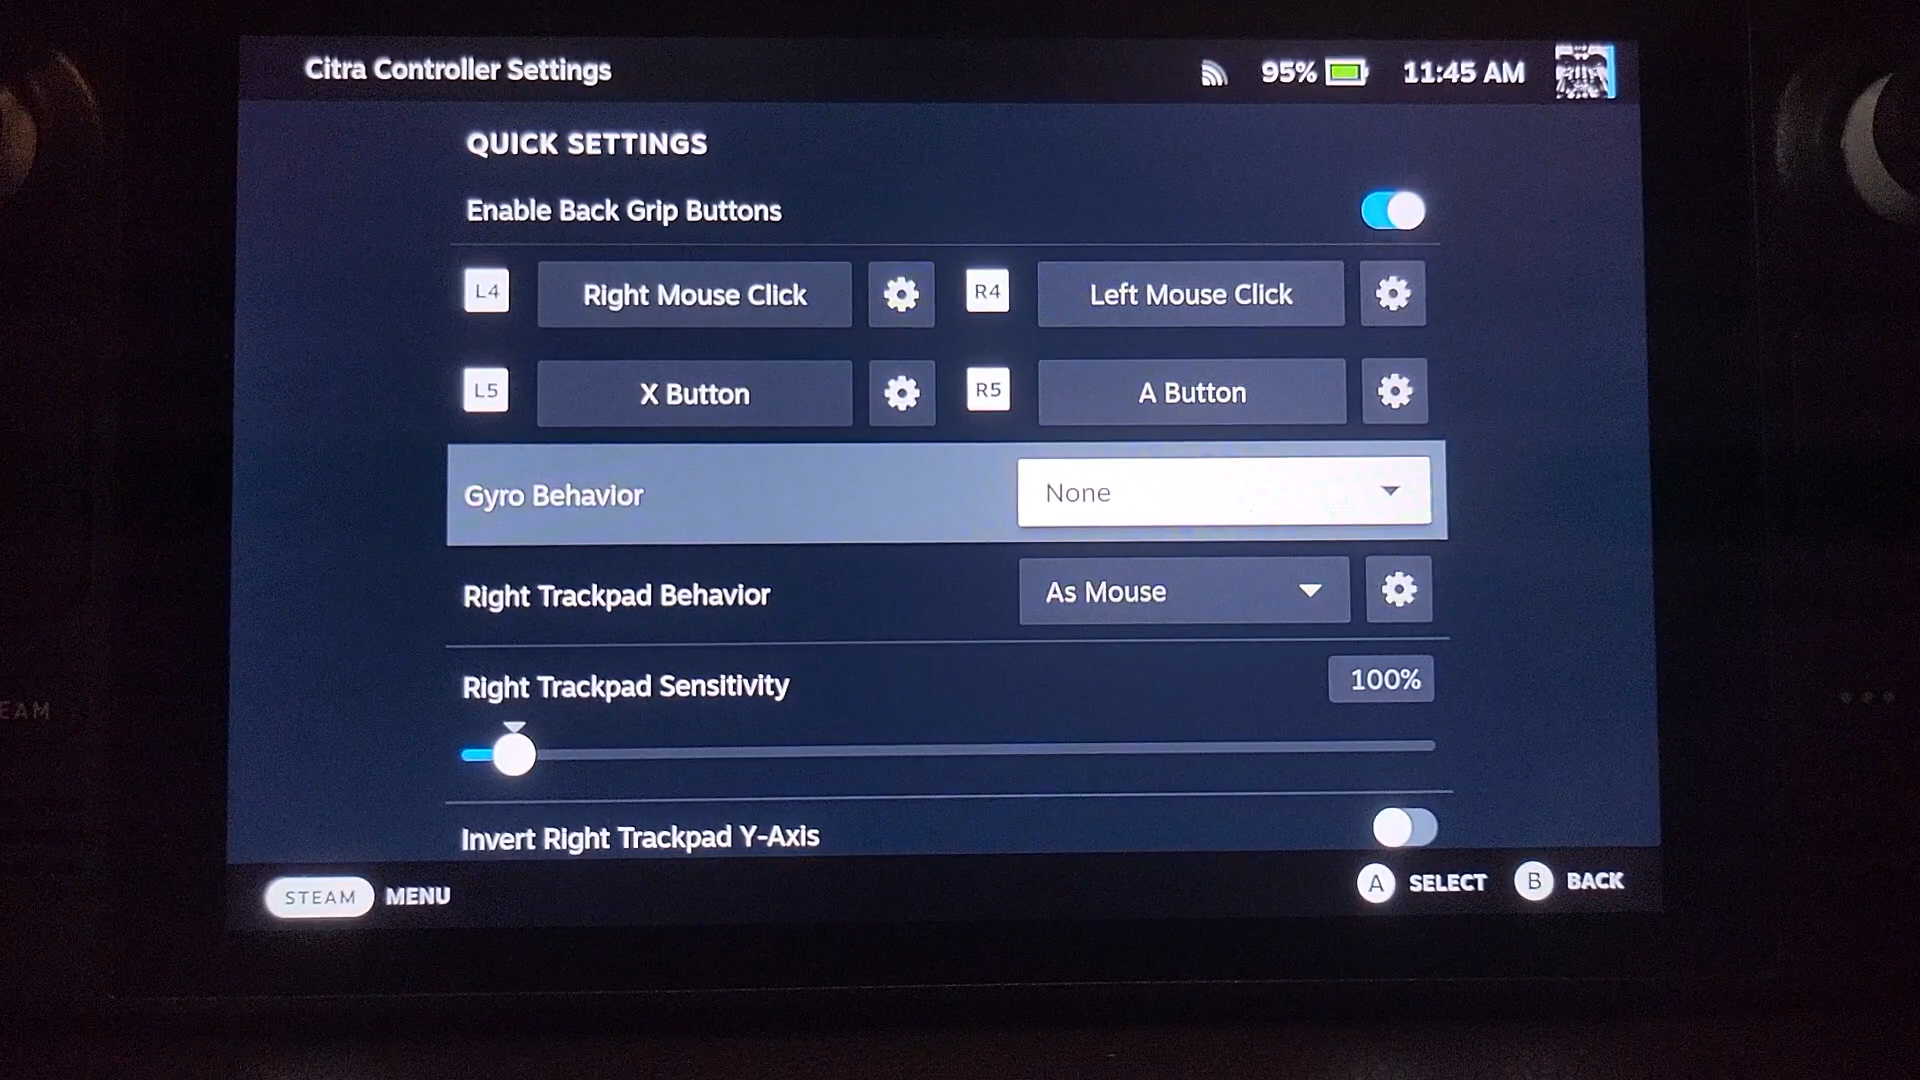 Citra Controller Settings
95%
11:45 AM
QUICK SETTINGS
Enable Back Grip Buttons
L4
Right Mouse Click
R4
Left Mouse Click
L5
X Button
R5
A Button
Gyro Behavior
None
Right Trackpad Behavior
As Mouse
Right Trackpad Sensitivity
100%
Invert Right Trackpad Y-Axis
EAM
STEAM
MENU
A SELECT
B BACK